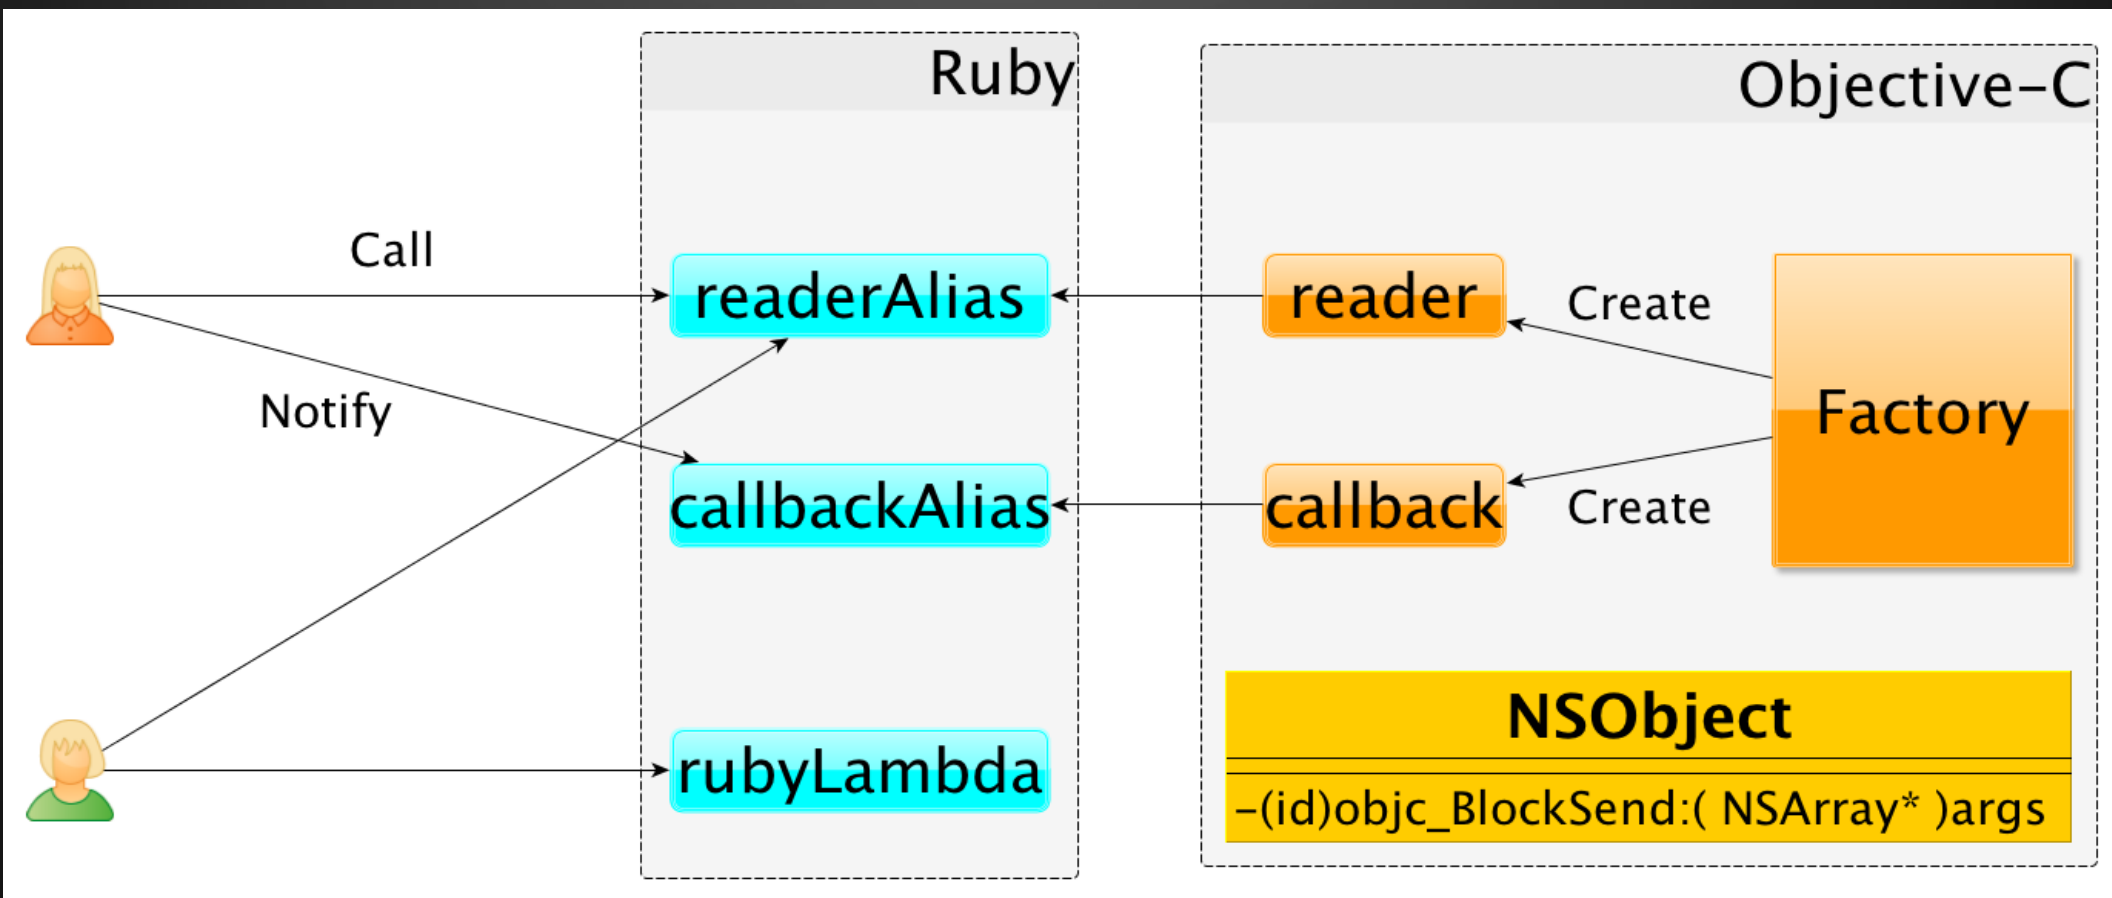 Ruby
Objective-C
Call
readerAlias
reader
Create
Notify
Factory
callbackAlias
callback
Create
rubyLambda
NSObject
-(id)objc_BlockSend:( NSArray* )args